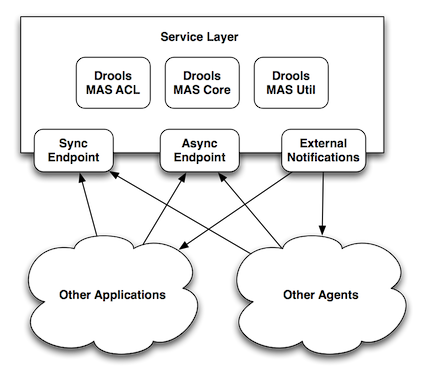 Service Layer
Drools
MAS ACL
Drools
MAS Core
Drools
MAS Util
Sync
Endpoint
Async
Endpoint
External
Notifications
Other Applications
Other Agents